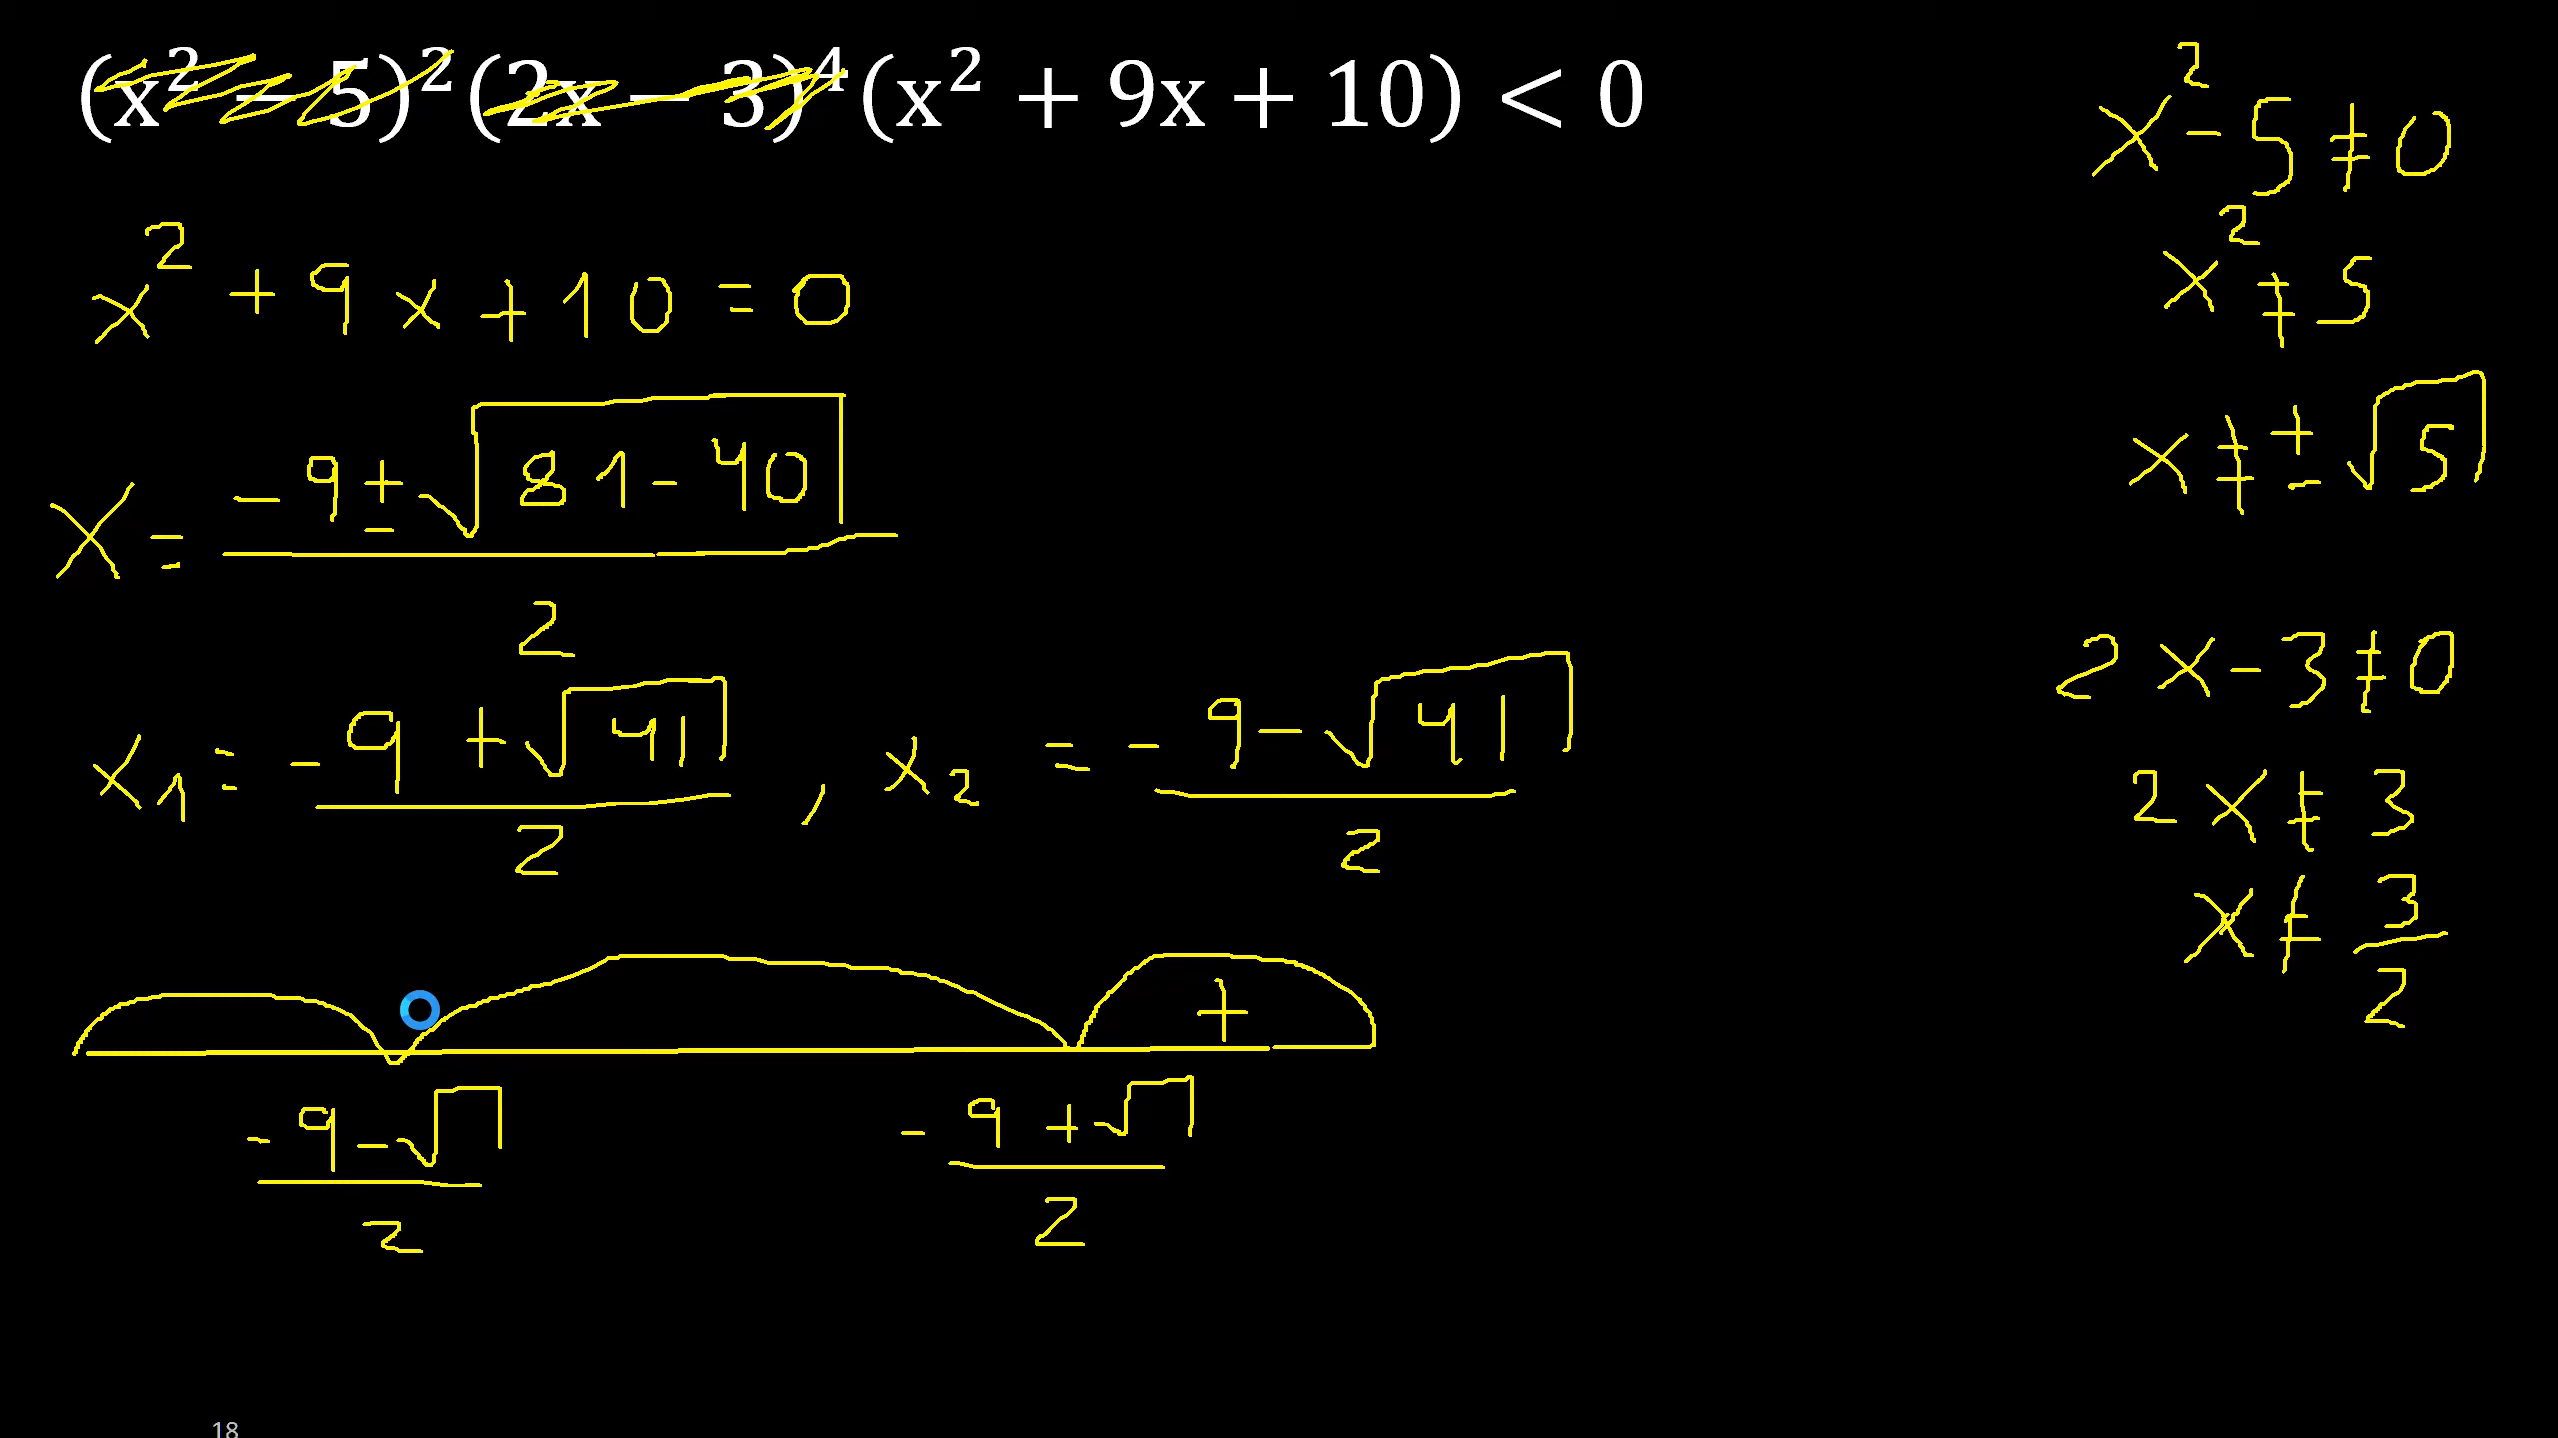 (x² − 5)²(2x − 3)⁴(x² + 9x + 10) < 0
x² + 9x + 10 = 0
x = (-9 ± √(81 - 40)) / 2
x₁ = (-9 + √41) / 2 , x₂ = (-9 - √41) / 2
+
(-9 - √) / 2
(-9 + √) / 2
x² - 5 ≠ 0
x² ≠ 5
x ≠ ± √5
2x - 3 ≠ 0
2x ≠ 3
x ≠ 3/2
18